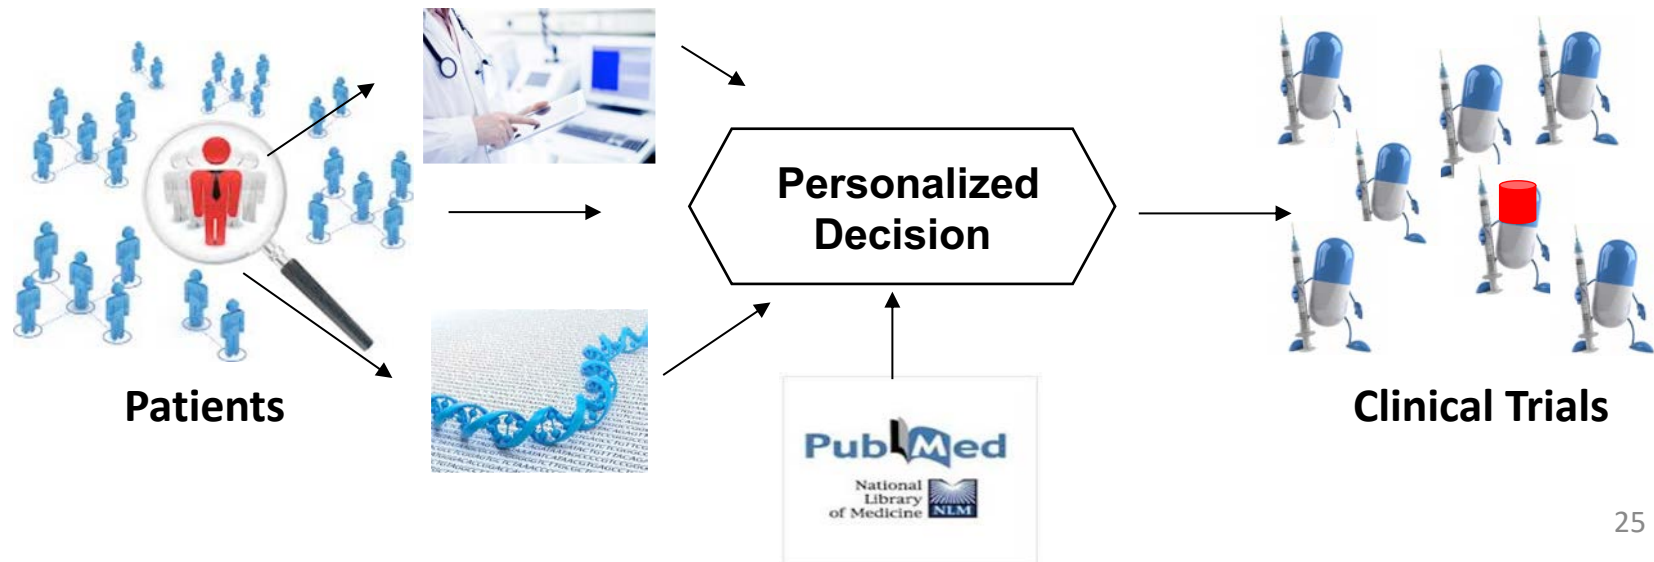 Personalized
Decision
Patients
Clinical Trials
PubMed
National
Library
of Medicine
NLM
25